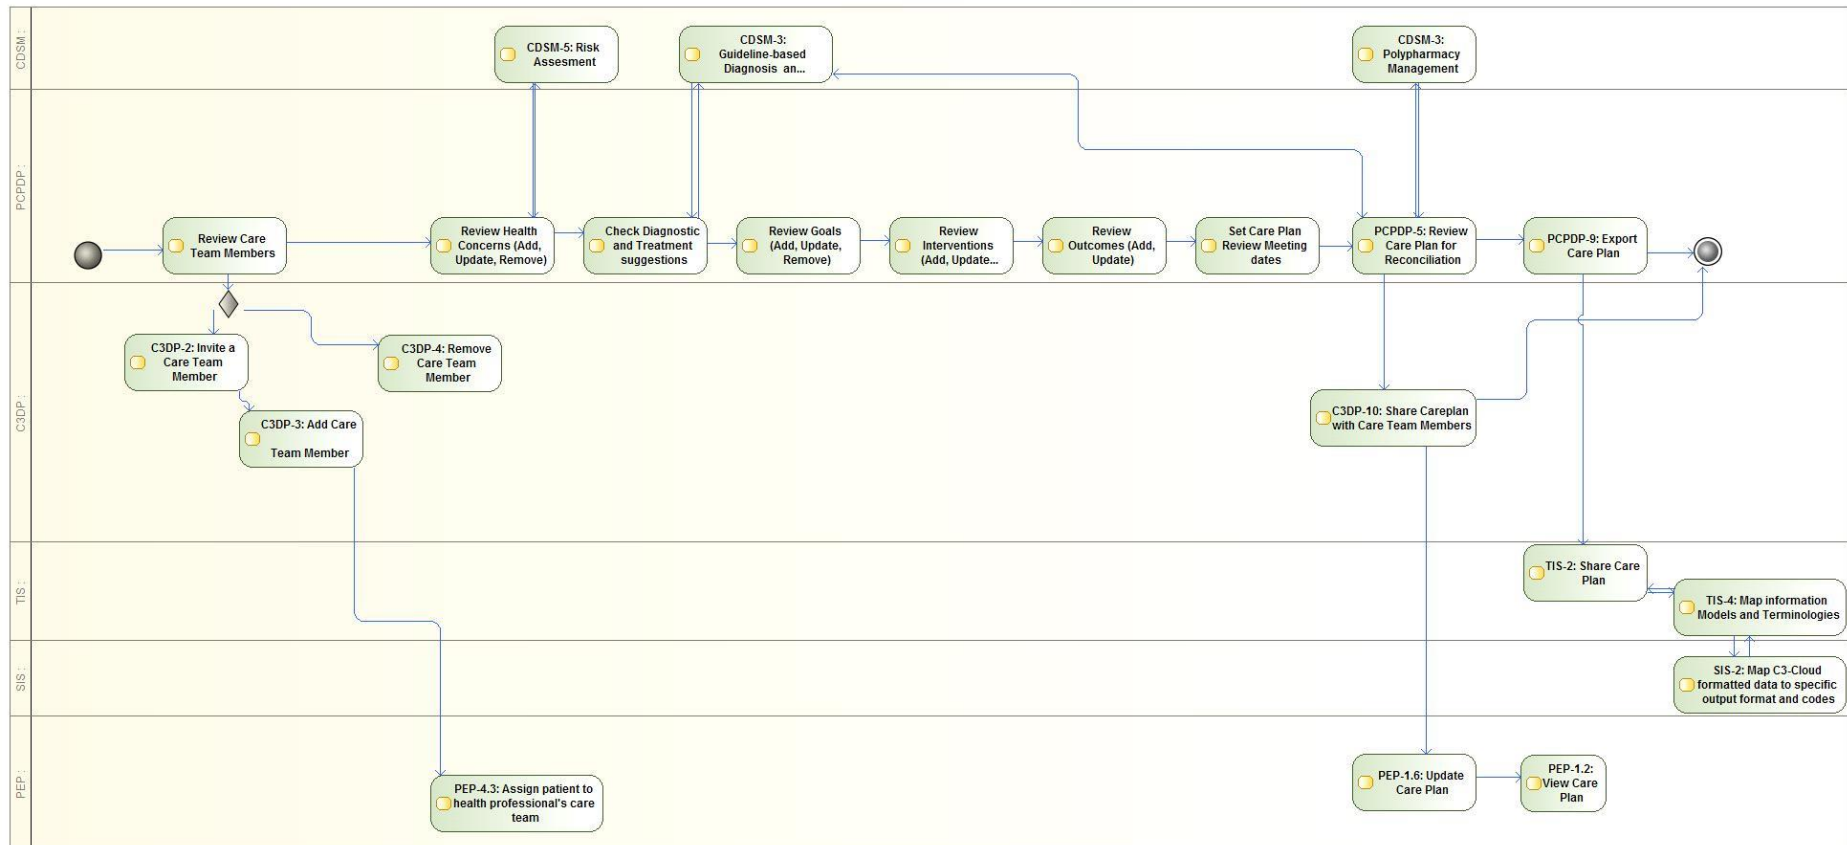 CDSM :
CDSM-5: Risk
Assesment
CDSM-3:
Guideline-based
Diagnosis an...
CDSM-3:
Polypharmacy
Management
PCPDP :
Review Care
Team Members
Review Health
Concerns (Add,
Update, Remove)
Check Diagnostic
and Treatment
suggestions
Review Goals
(Add, Update,
Remove)
Review
Interventions
(Add, Update...
Review
Outcomes (Add,
Update)
Set Care Plan
Review Meeting
dates
PCPDP-5: Review
Care Plan for
Reconciliation
PCPDP-9: Export
Care Plan
C3DP :
C3DP-2: Invite a
Care Team
Member
C3DP-4: Remove
Care Team
Member
C3DP-3: Add Care
Team Member
C3DP-10: Share Careplan
with Care Team Members
TIS :
TIS-2: Share Care
Plan
TIS-4: Map information
Models and Terminologies
SIS :
SIS-2: Map C3-Cloud
formatted data to specific
output format and codes
PEP :
PEP-4.3: Assign patient to
health professional's care
team
PEP-1.6: Update
Care Plan
PEP-1.2:
View Care
Plan